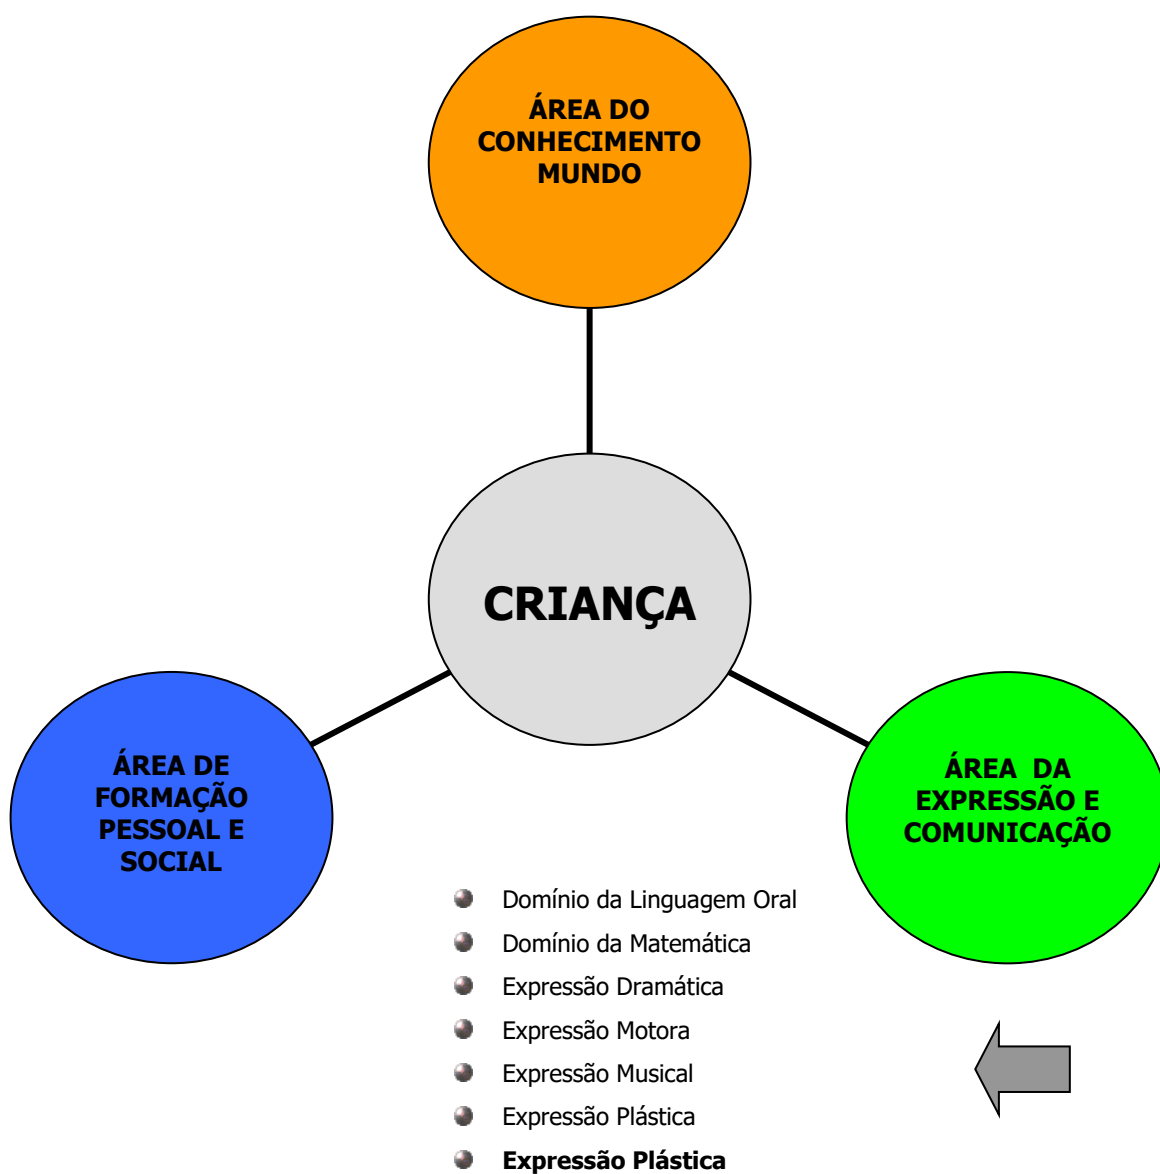 ÁREA DO
CONHECIMENTO
MUNDO
CRIANÇA
ÁREA DE
FORMAÇÃO
PESSOAL E
SOCIAL
ÁREA DA
EXPRESSÃO E
COMUNICAÇÃO
Domínio da Linguagem Oral
Domínio da Matemática
Expressão Dramática
Expressão Motora
Expressão Musical
Expressão Plástica
Expressão Plástica